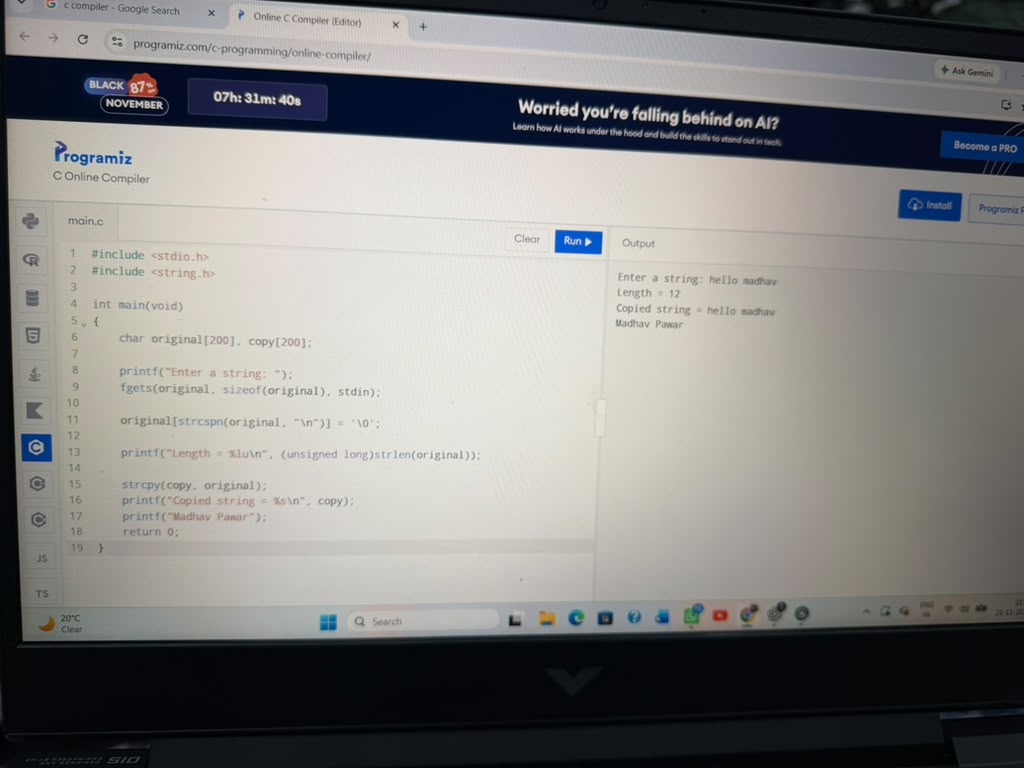 c compiler - Google Search
Online C Compiler (Editor)
programiz.com/c-programming/online-compiler/
Ask Gemini
BLACK 87%
NOVEMBER
07h: 31m: 40s
Worried you're falling behind on AI?
Learn how AI works under the hood and build the skills to stand out in tech.
Become a PRO
Programiz
C Online Compiler
Install
Programiz
main.c
Clear
Run
Output
1 #include <stdio.h>
2 #include <string.h>
3
4 int main(void)
5 {
6 char original[200], copy[200];
7
8 printf("Enter a string: ");
9 fgets(original, sizeof(original), stdin);
10
11 original[strcspn(original, "\n")] = '\0';
12
13 printf("Length = %lu\n", (unsigned long)strlen(original));
14
15 strcpy(copy, original);
16 printf("Copied string = %s\n", copy);
17 printf("Madhav Pawar");
18 return 0;
19 }
Enter a string: hello madhav
Length = 12
Copied string = hello madhav
Madhav Pawar
JS
TS
20°C
Clear
Search
ENG